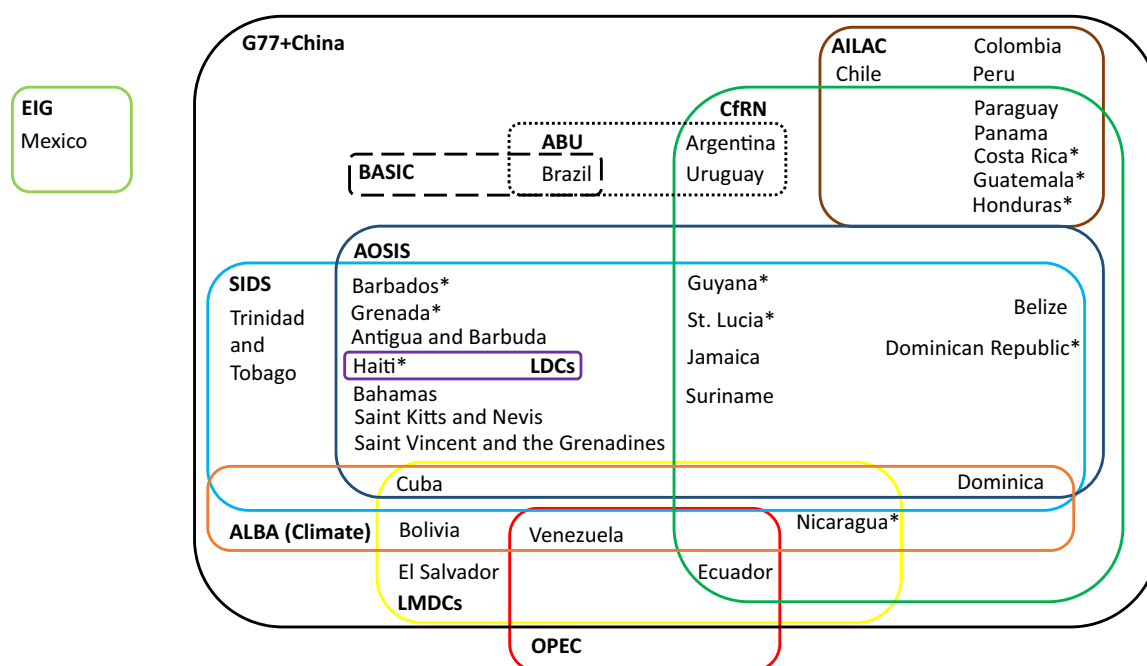 G77+China
AILAC
Colombia
Chile
Peru
EIG
Mexico
CfRN
Paraguay
Panama
Costa Rica*
Guatemala*
Honduras*
ABU
Argentina
BASIC
Brazil
Uruguay
AOSIS
SIDS
Trinidad
and
Tobago
Barbados*
Grenada*
Antigua and Barbuda
Haiti*
LDCs
Bahamas
Saint Kitts and Nevis
Saint Vincent and the Grenadines
Guyana*
St. Lucia*
Jamaica
Suriname
Belize
Dominican Republic*
Cuba
Dominica
ALBA (Climate)
Bolivia
Venezuela
Nicaragua*
El Salvador
Ecuador
LMDCs
OPEC